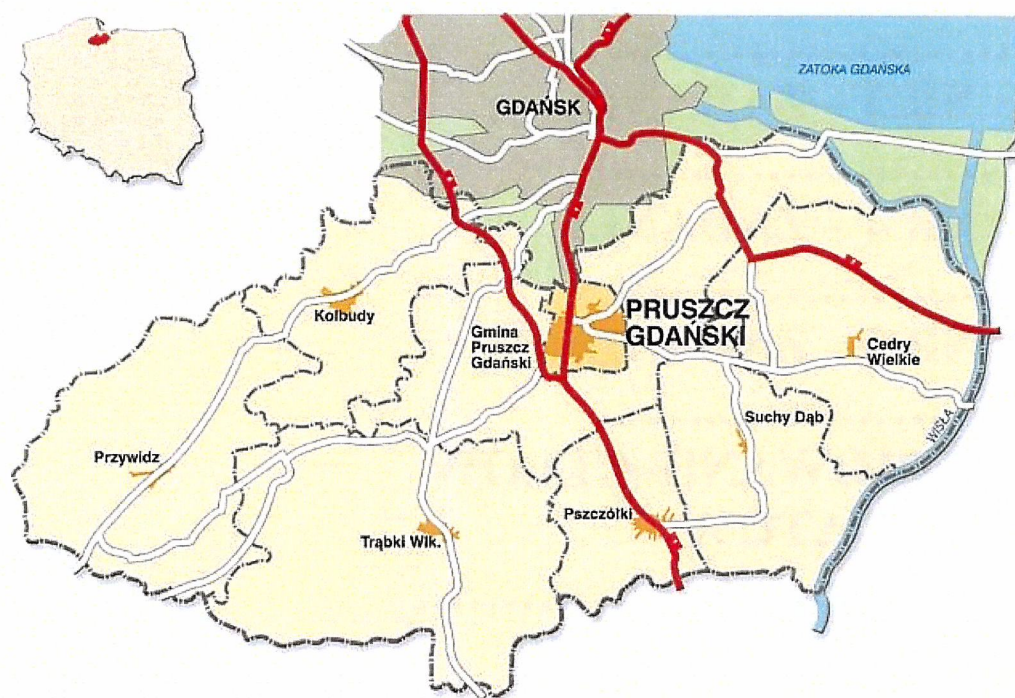 ZATOKA GDAŃSKA
GDAŃSK
PRUSZCZ
GDAŃSKI
Kolbudy
Gmina
Pruszcz
Gdański
Cedry
Wielkie
Suchy Dąb
WISŁA
Przywidz
Pszczółki
Trąbki Wlk.